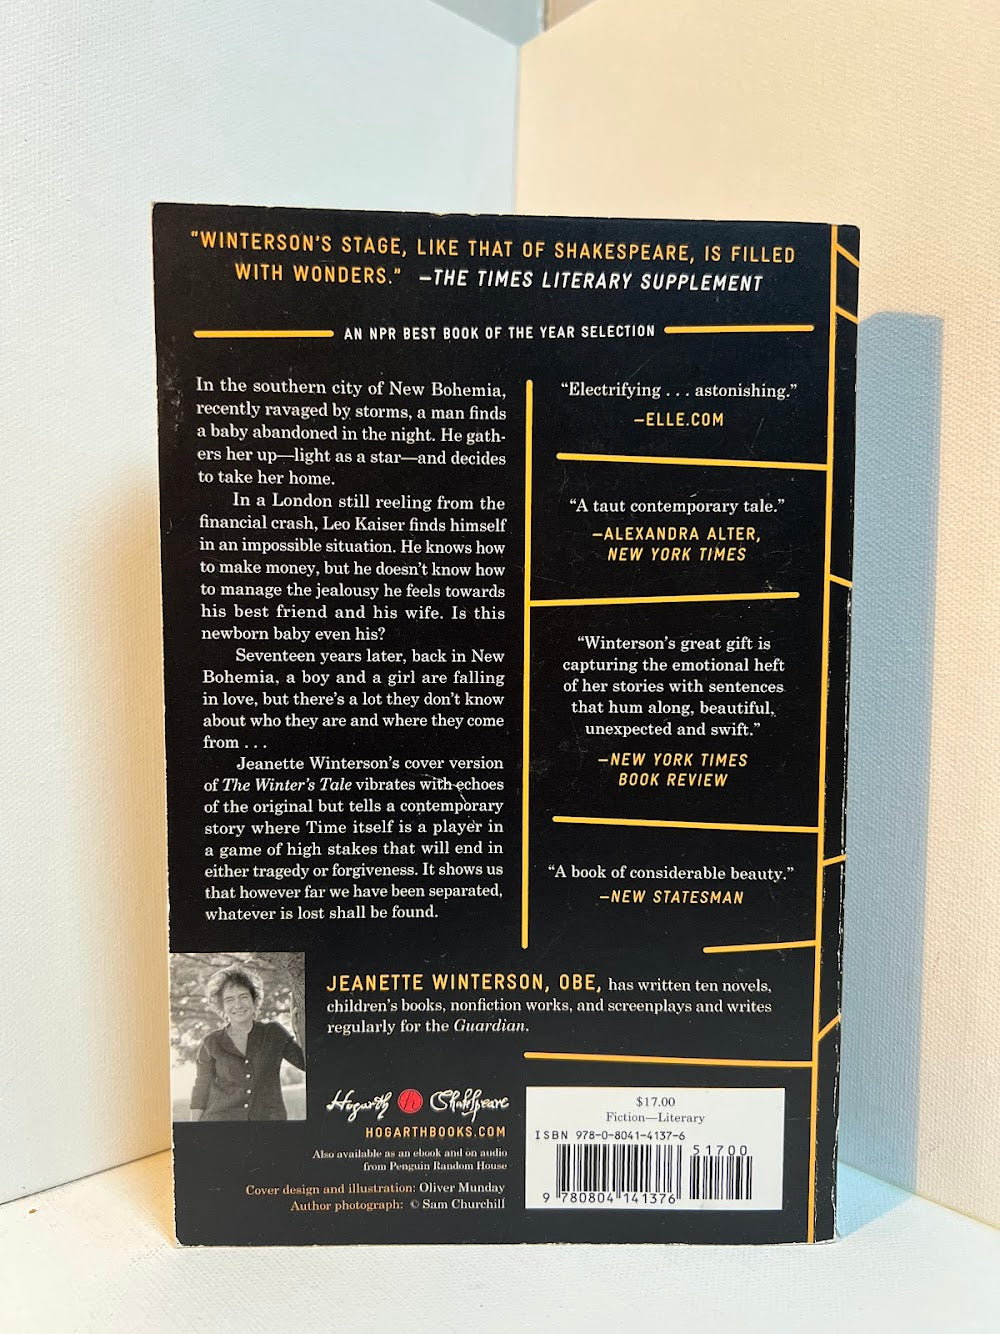 "WINTERSON'S STAGE, LIKE THAT OF SHAKESPEARE, IS FILLED
WITH WONDERS." —THE TIMES LITERARY SUPPLEMENT
AN NPR BEST BOOK OF THE YEAR SELECTION
In the southern city of New Bohemia,
recently ravaged by storms, a man finds
a baby abandoned in the night. He gath-
ers her up—light as a star—and decides
to take her home.
In a London still reeling from the
financial crash, Leo Kaiser finds himself
in an impossible situation. He knows how
to make money, but he doesn't know how
to manage the jealousy he feels towards
his best friend and his wife. Is this
newborn baby even his?
Seventeen years later, back in New
Bohemia, a boy and a girl are falling
in love, but there's a lot they don't know
about who they are and where they come
from . . .
Jeanette Winterson's cover version
of The Winter's Tale vibrates with echoes
of the original but tells a contemporary
story where Time itself is a player in
a game of high stakes that will end in
either tragedy or forgiveness. It shows us
that however far we have been separated,
whatever is lost shall be found.
"Electrifying . . . astonishing."
—ELLE.COM
"A taut contemporary tale."
—ALEXANDRA ALTER,
NEW YORK TIMES
"Winterson's great gift is
capturing the emotional heft
of her stories with sentences
that hum along, beautiful,
unexpected and swift."
—NEW YORK TIMES
BOOK REVIEW
"A book of considerable beauty."
—NEW STATESMAN
JEANETTE WINTERSON, OBE, has written ten novels,
children's books, nonfiction works, and screenplays and writes
regularly for the Guardian.
Hogarth h Shakespeare
HOGARTHBOOKS.COM
Also available as an ebook and on audio
from Penguin Random House
Cover design and illustration: Oliver Munday
Author photograph: © Sam Churchill
$17.00
Fiction—Literary
ISBN 978-0-8041-4137-6
51700
9 780804 141376